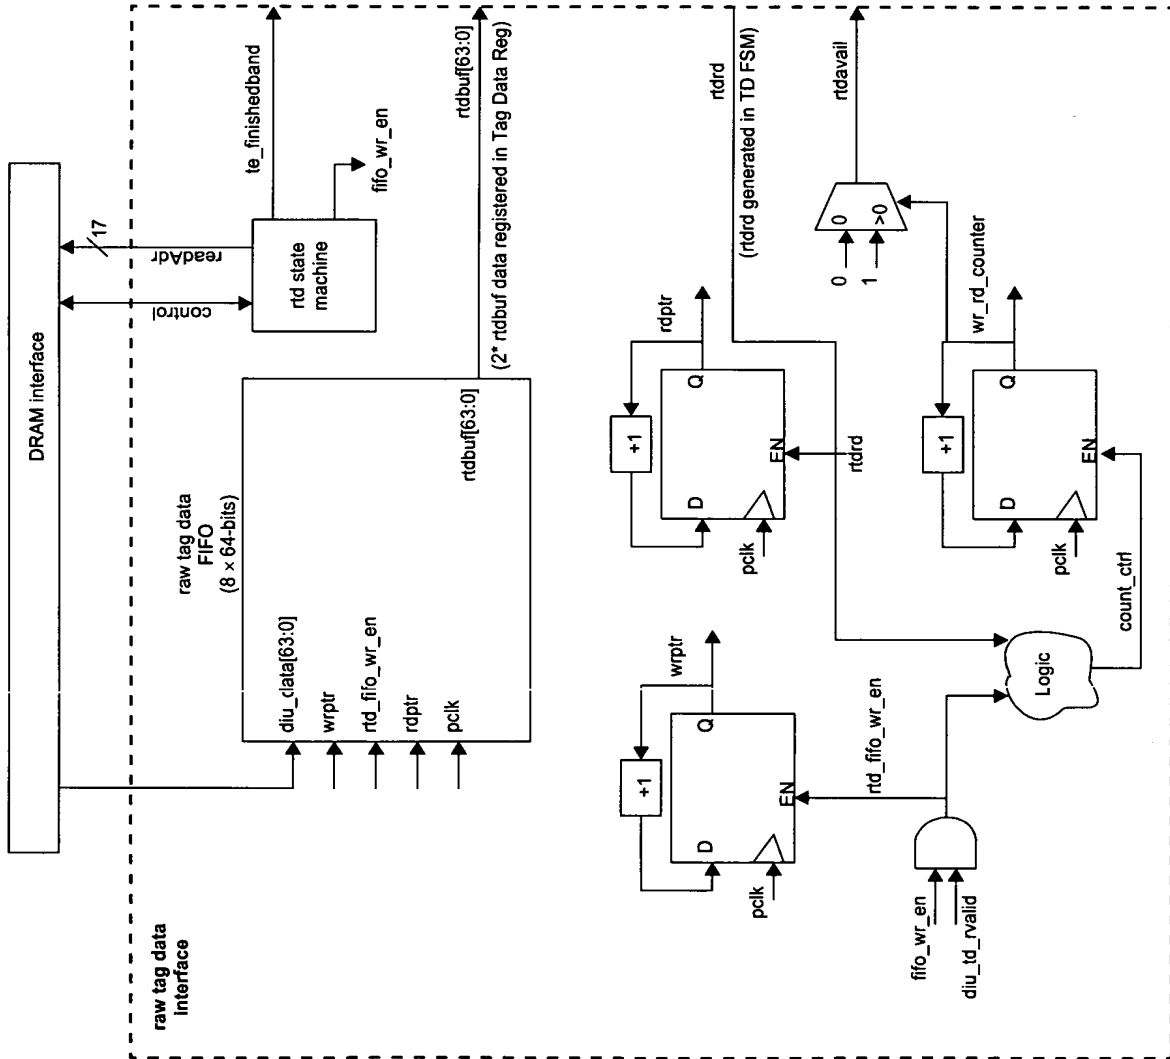 DRAM interface
raw tag data
interface
raw tag data
FIFO
(8 × 64-bits)
diu_data[63:0]
wrptr
rtd_fifo_wr_en
rdptr
pclk
rtdbuf[63:0]
control
readAdr
17
rtd state
machine
te_finishedband
fifo_wr_en
rtdbuf[63:0]
(2* rtdbuf data registered in Tag Data Reg)
rtdrd
(rtdrd generated in TD FSM)
+1
D
Q
EN
pclk
wrptr
rtd_fifo_wr_en
fifo_wr_en
diu_td_rvalid
+1
D
Q
EN
pclk
rdptr
rtdrd
Logic
count_ctrl
+1
D
Q
EN
pclk
wr_rd_counter
0
1
0
>0
rtdavail